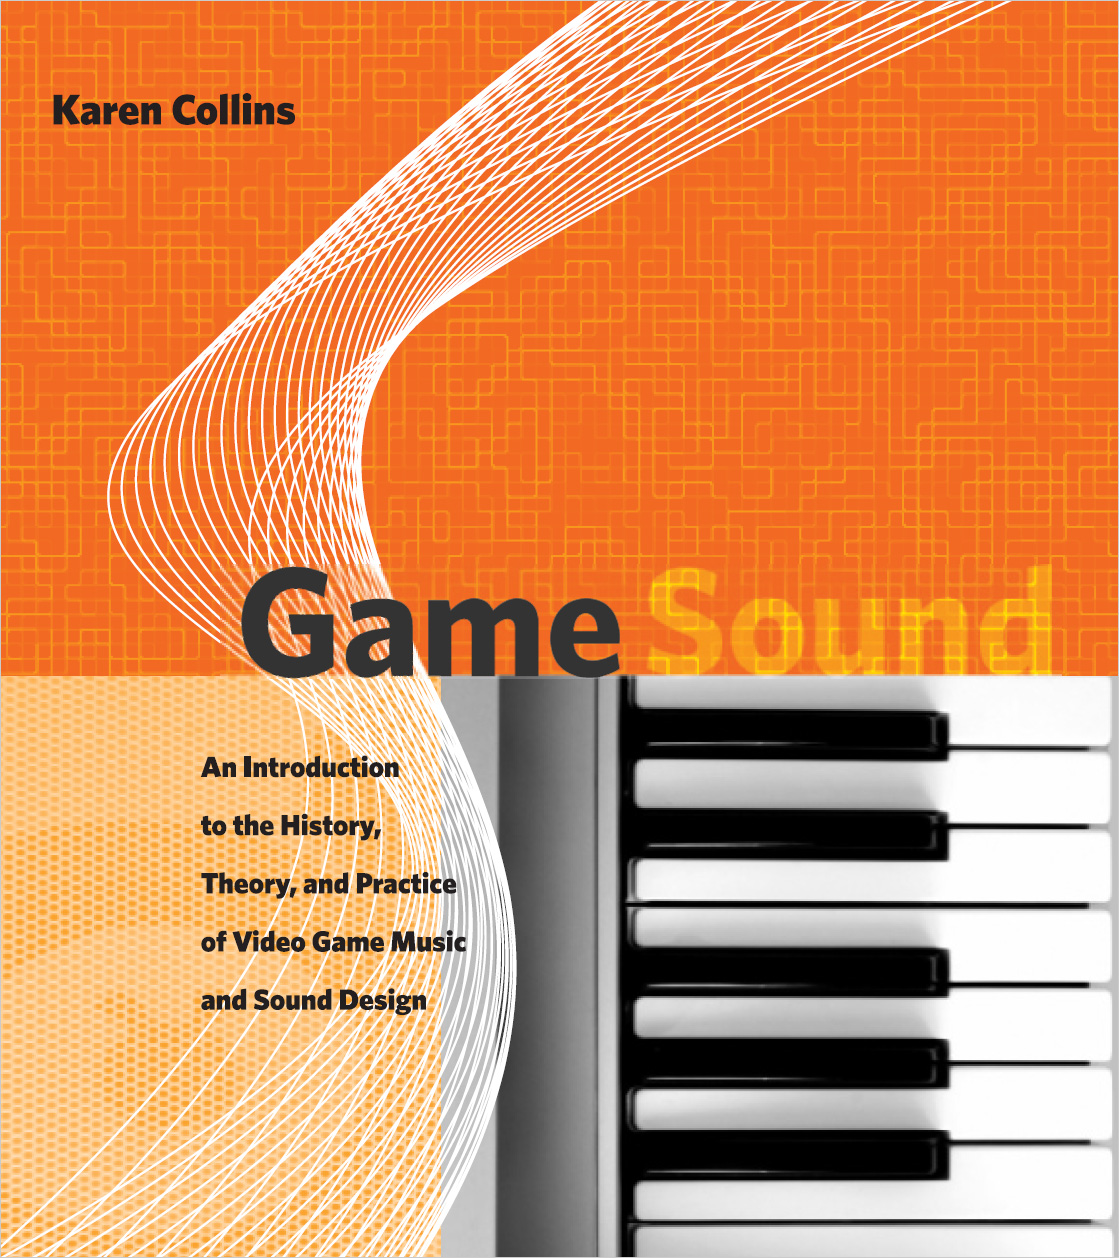 Karen Collins
Game Sound
An Introduction
to the History,
Theory, and Practice
of Video Game Music
and Sound Design